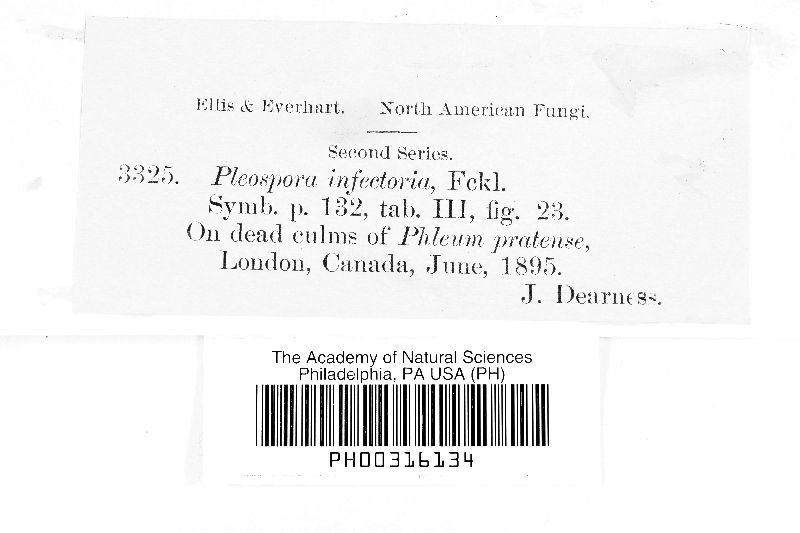 Ellis & Everhart. North American Fungi.
Second Series.
3325. Pleospora infectoria, Fckl.
Symb. p. 132, tab. III, fig. 23.
On dead culms of Phleum pratense,
London, Canada, June, 1895.
J. Dearness.
The Academy of Natural Sciences
Philadelphia, PA USA (PH)
PH00316134